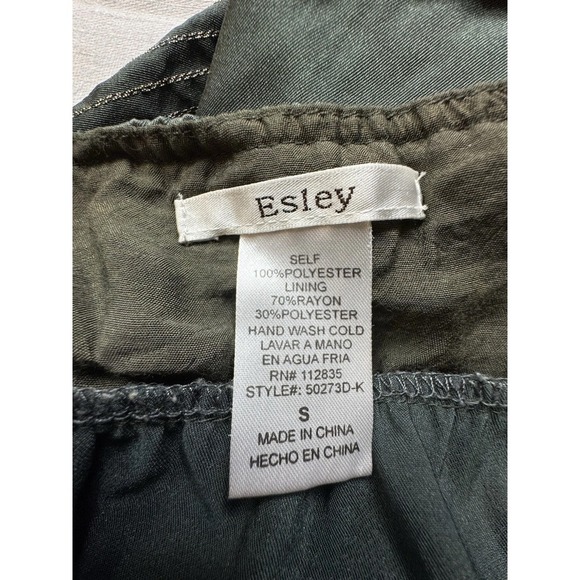 Esley
SELF
100%POLYESTER
LINING
70%RAYON
30%POLYESTER
HAND WASH COLD
LAVAR A MANO
EN AGUA FRIA
RN# 112835
STYLE#: 50273D-K
S
MADE IN CHINA
HECHO EN CHINA